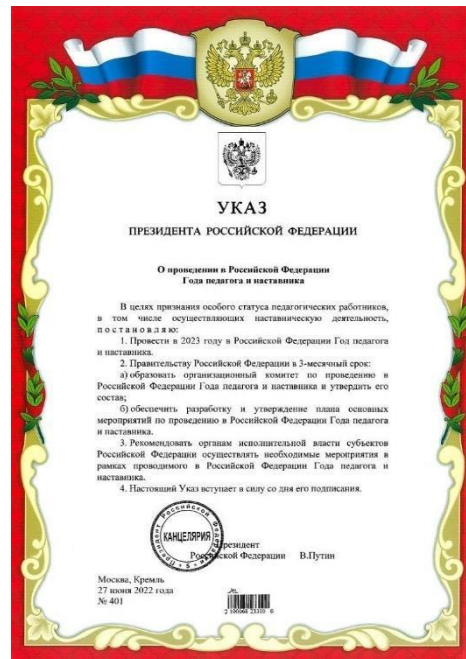 УКАЗ
ПРЕЗИДЕНТА РОССИЙСКОЙ ФЕДЕРАЦИИ
О проведении в Российской Федерации
Года педагога и наставника
В целях признания особого статуса педагогических работников,
в том числе осуществляющих наставническую деятельность,
постановляю:
1. Провести в 2023 году в Российской Федерации Год педагога
и наставника.
2. Правительству Российской Федерации в 3-месячный срок:
а) образовать организационный комитет по проведению в
Российской Федерации Года педагога и наставника и утвердить его
состав;
б) обеспечить разработку и утверждение плана основных
мероприятий по проведению в Российской Федерации Года педагога
и наставника.
3. Рекомендовать органам исполнительной власти субъектов
Российской Федерации осуществлять необходимые мероприятия в
рамках проводимого в Российской Федерации Года педагога и
наставника.
4. Настоящий Указ вступает в силу со дня его подписания.
Президент Российской Федерации
КАНЦЕЛЯРИЯ
5
Президент
Российской Федерации В.Путин
Москва, Кремль
27 июня 2022 года
№ 401